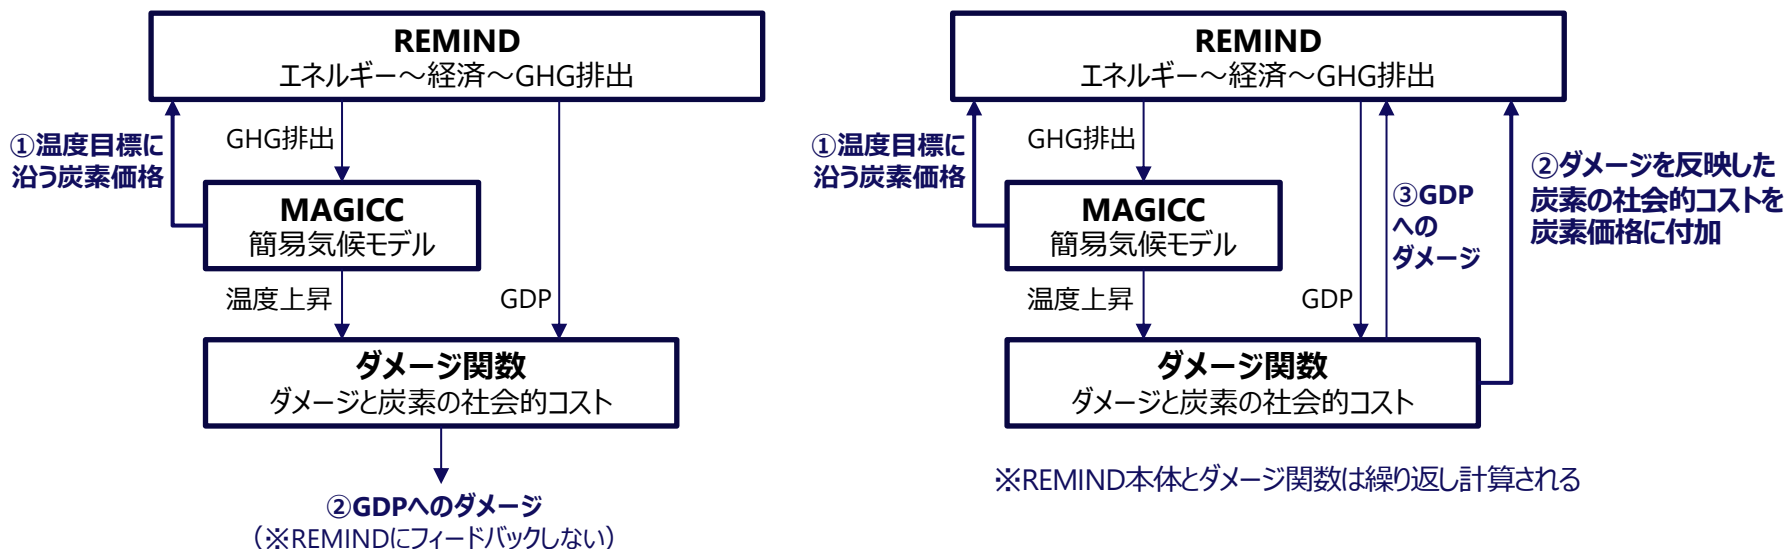 REMIND
エネルギー～経済～GHG排出
①温度目標に
沿う炭素価格
GHG排出
MAGICC
簡易気候モデル
温度上昇
GDP
ダメージ関数
ダメージと炭素の社会的コスト
②GDPへのダメージ
（※REMINDにフィードバックしない）
REMIND
エネルギー～経済～GHG排出
①温度目標に
沿う炭素価格
GHG排出
MAGICC
簡易気候モデル
③GDP
への
ダメージ
②ダメージを反映した
炭素の社会的コストを
炭素価格に付加
温度上昇
GDP
ダメージ関数
ダメージと炭素の社会的コスト
※REMIND本体とダメージ関数は繰り返し計算される